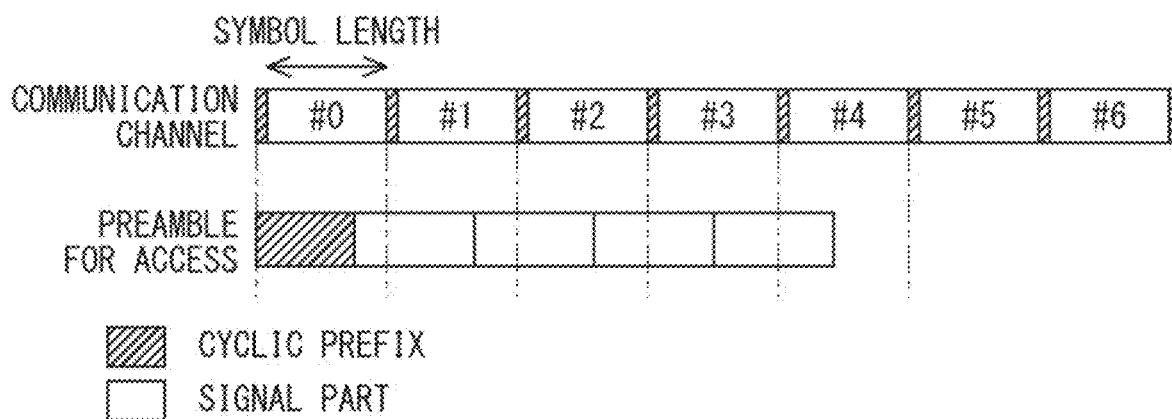 SYMBOL LENGTH
COMMUNICATION CHANNEL
#0 #1 #2 #3 #4 #5 #6
PREAMBLE FOR ACCESS
CYCLIC PREFIX
SIGNAL PART